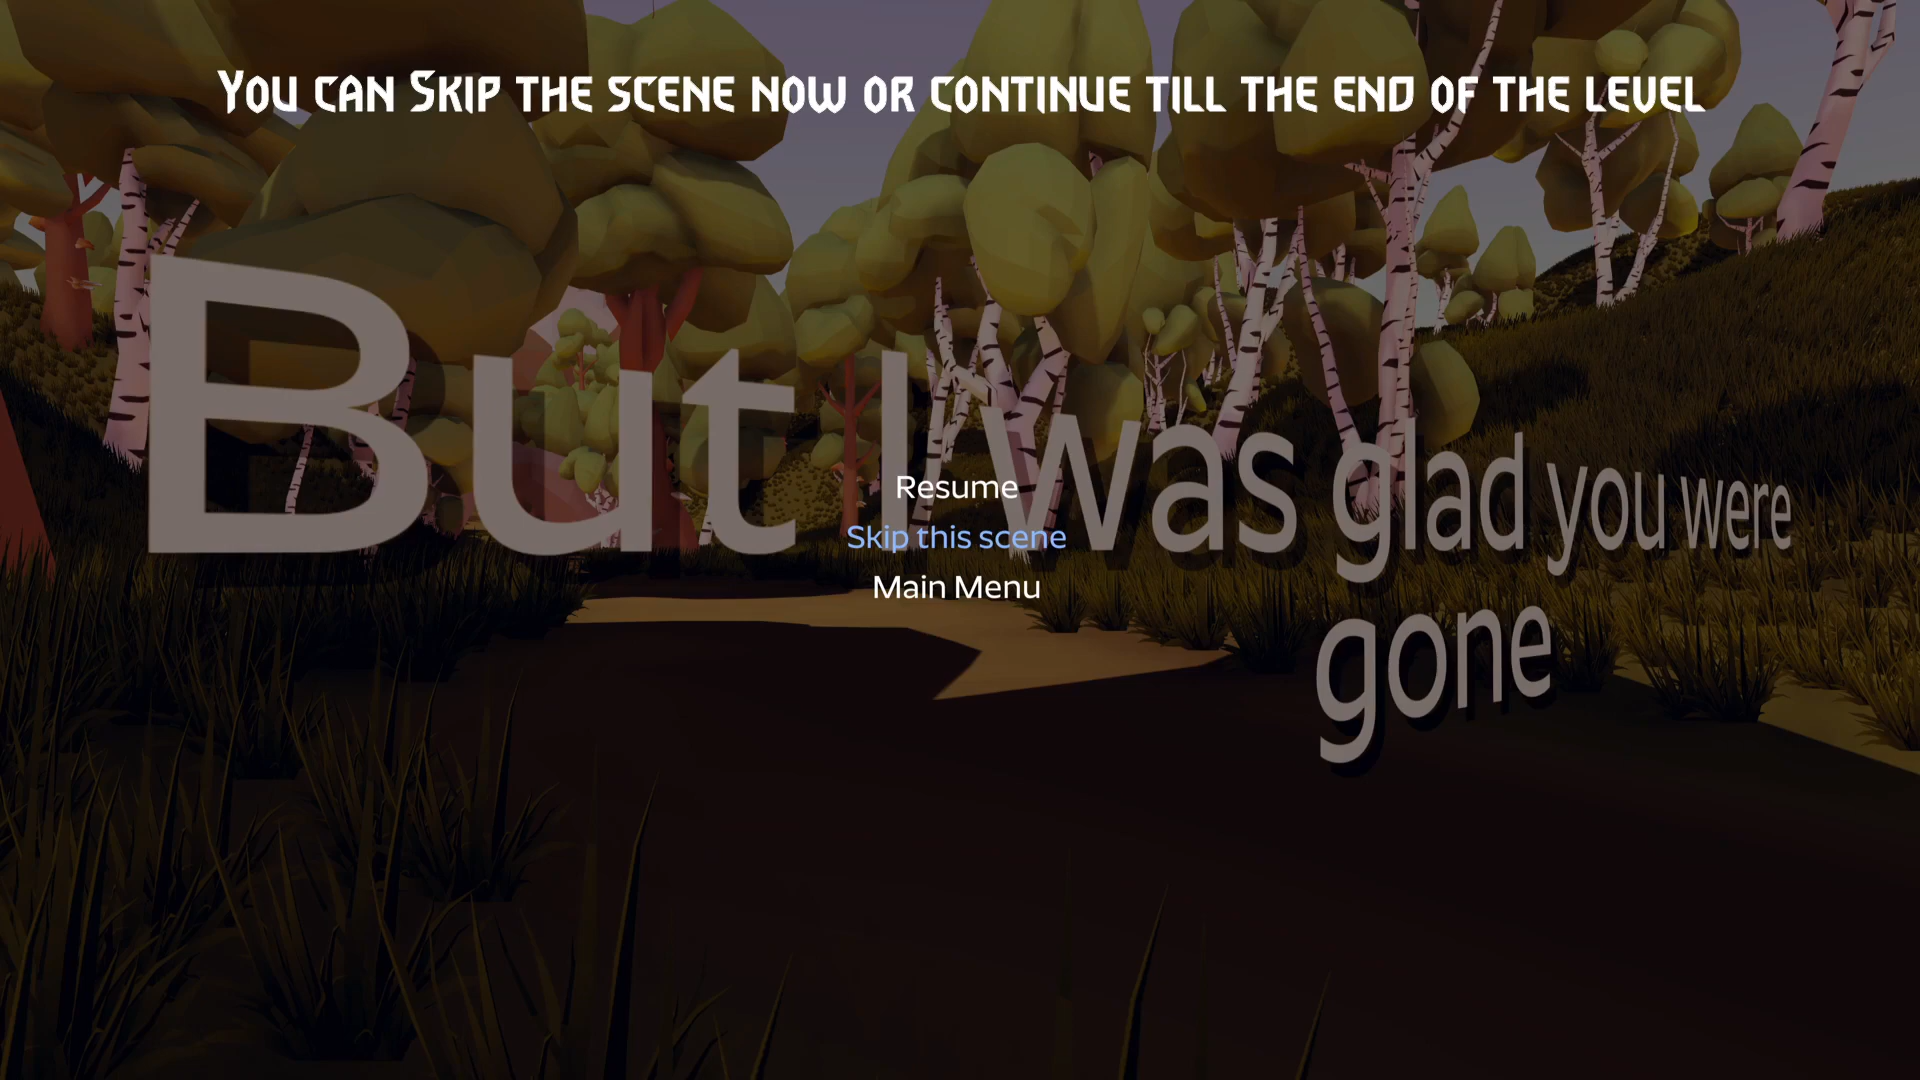 You can Skip the scene now or continue till the end of the level
But I was glad you were
gone
Resume
Skip this scene
Main Menu